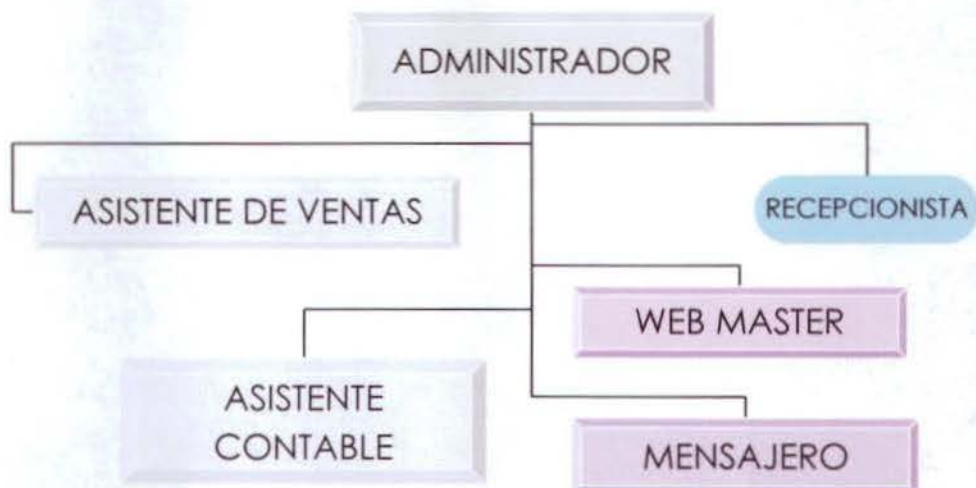 ADMINISTRADOR
ASISTENTE DE VENTAS
RECEPCIONISTA
WEB MASTER
ASISTENTE
CONTABLE
MENSAJERO